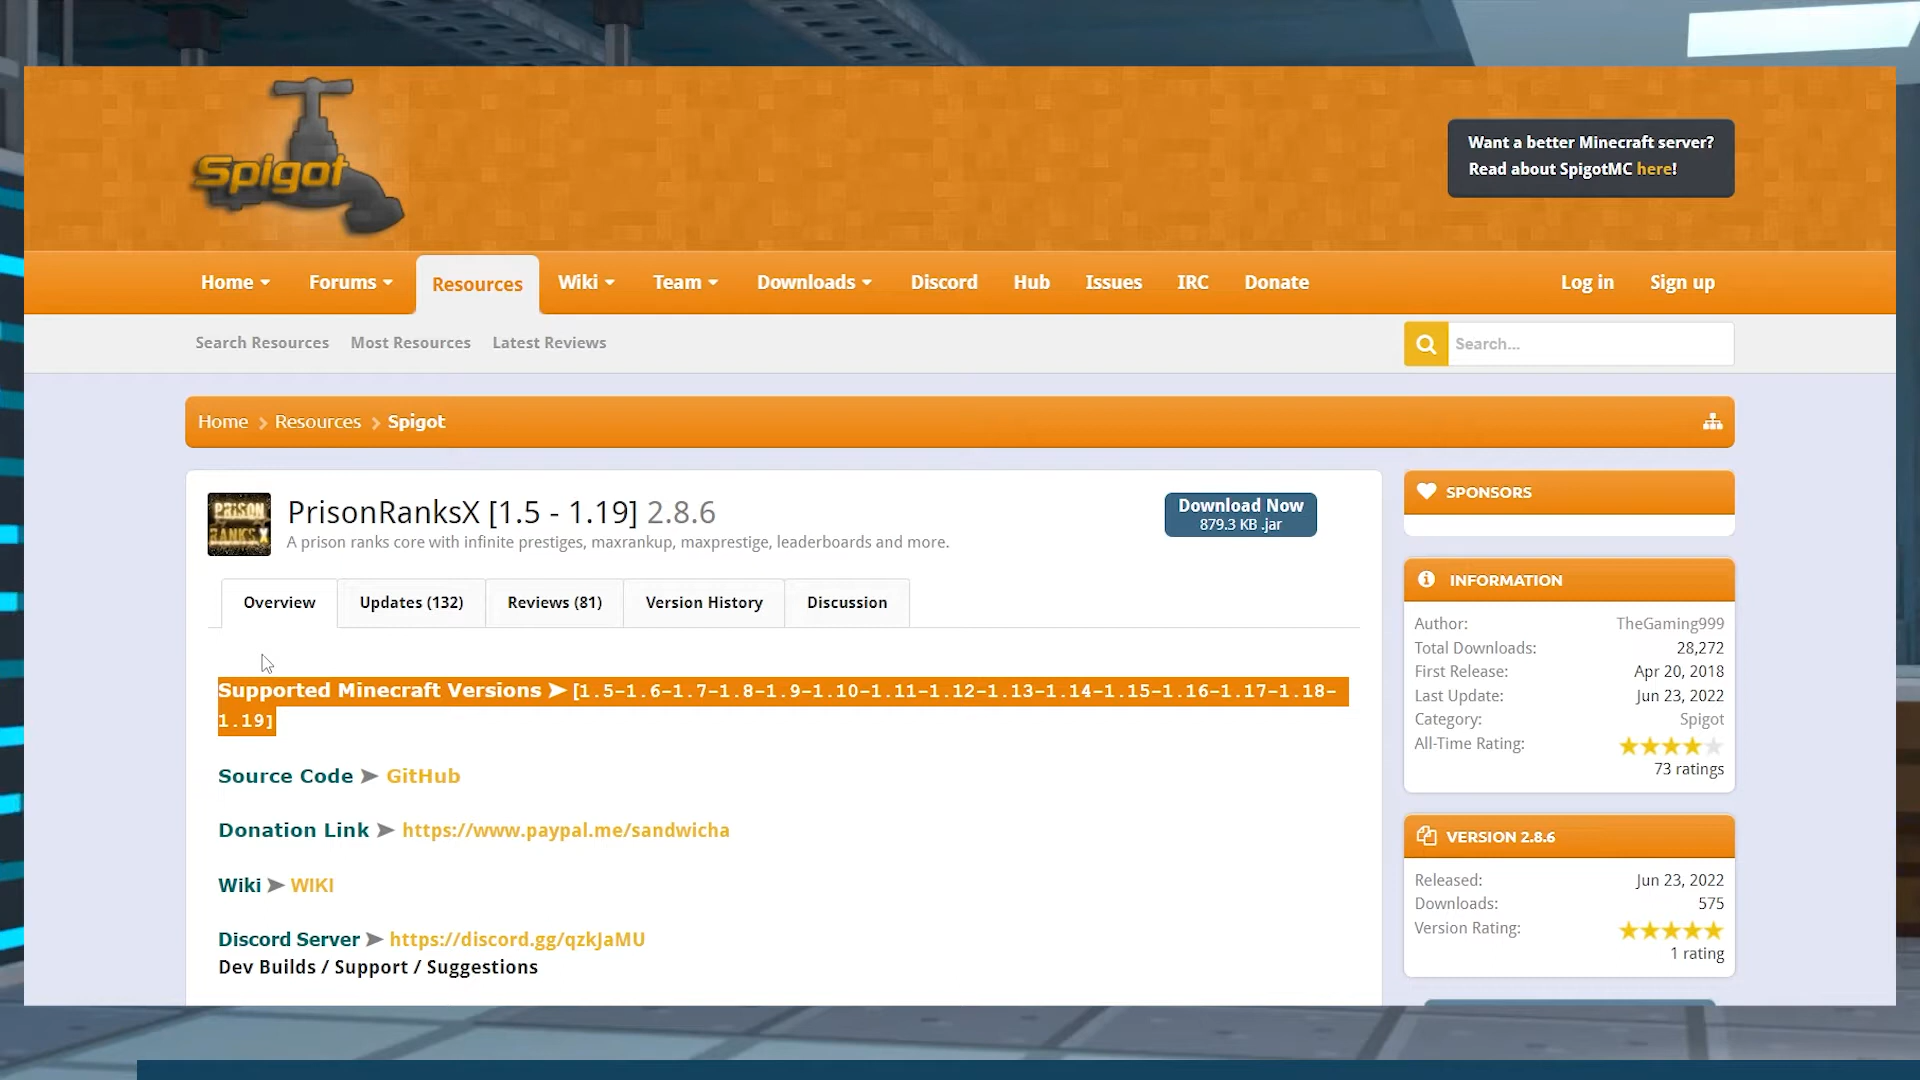 Spigot
Want a better Minecraft server?
Read about SpigotMC here!
Home Forums Resources Wiki Team Downloads Discord Hub Issues IRC Donate Log in Sign up
Search Resources Most Resources Latest Reviews Search...
Home Resources Spigot
PRISON
RANKS X
PrisonRanksX [1.5 - 1.19] 2.8.6
A prison ranks core with infinite prestiges, maxrankup, maxprestige, leaderboards and more.
Download Now
879.3 KB .jar
Overview Updates (132) Reviews (81) Version History Discussion
Supported Minecraft Versions ➤ [1.5-1.6-1.7-1.8-1.9-1.10-1.11-1.12-1.13-1.14-1.15-1.16-1.17-1.18-
1.19]
Source Code ➤ GitHub
Donation Link ➤ https://www.paypal.me/sandwicha
Wiki ➤ WIKI
Discord Server ➤ https://discord.gg/qzkJaMU
Dev Builds / Support / Suggestions
SPONSORS
INFORMATION
Author: TheGaming999
Total Downloads: 28,272
First Release: Apr 20, 2018
Last Update: Jun 23, 2022
Category: Spigot
All-Time Rating:
73 ratings
VERSION 2.8.6
Released: Jun 23, 2022
Downloads: 575
Version Rating:
1 rating